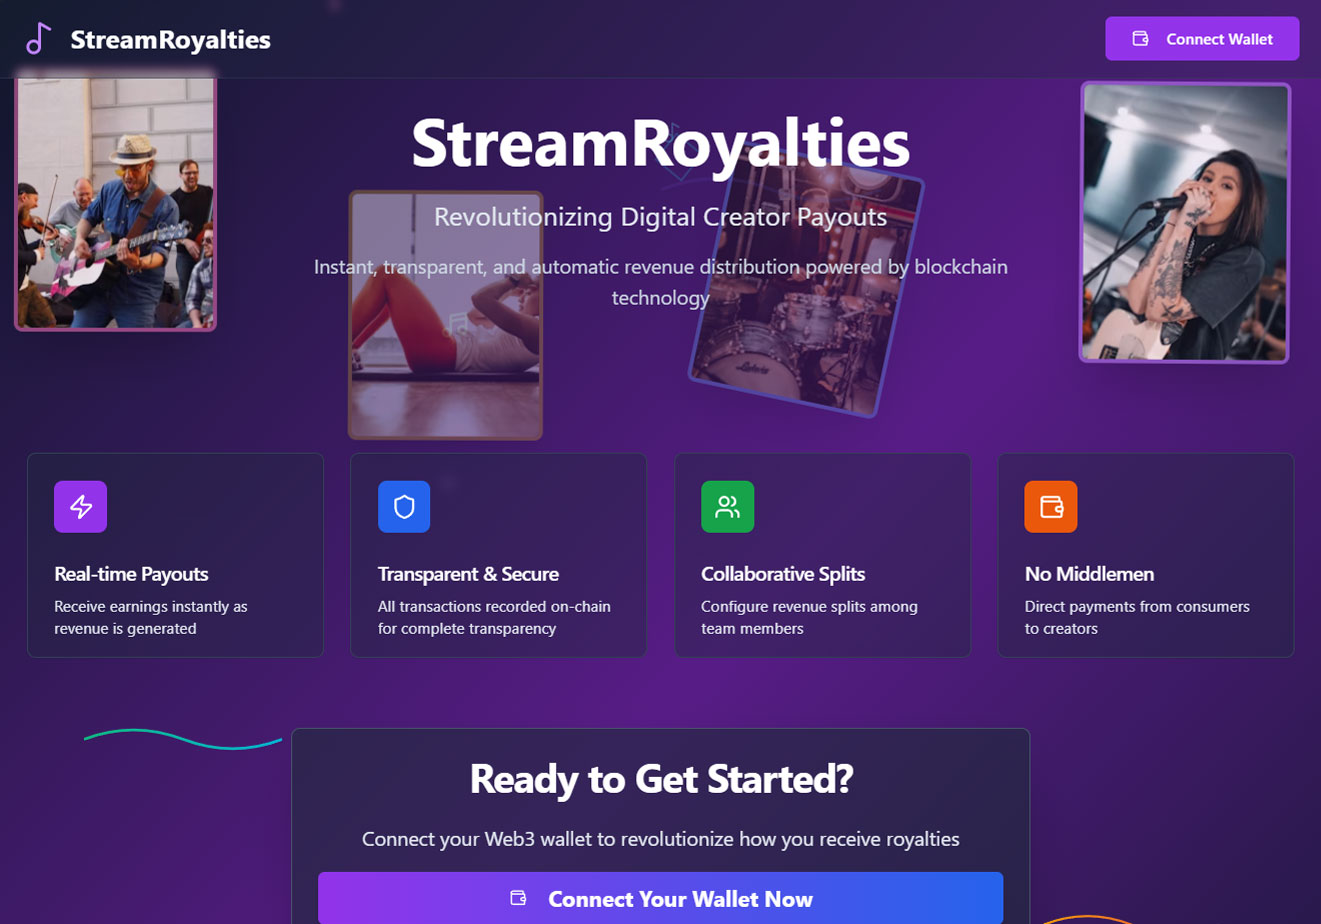 StreamRoyalties
Connect Wallet
StreamRoyalties
Revolutionizing Digital Creator Payouts
Instant, transparent, and automatic revenue distribution powered by blockchain
technology
Ludwig
Real-time Payouts
Receive earnings instantly as
revenue is generated
Transparent & Secure
All transactions recorded on-chain
for complete transparency
Collaborative Splits
Configure revenue splits among
team members
No Middlemen
Direct payments from consumers
to creators
Ready to Get Started?
Connect your Web3 wallet to revolutionize how you receive royalties
Connect Your Wallet Now